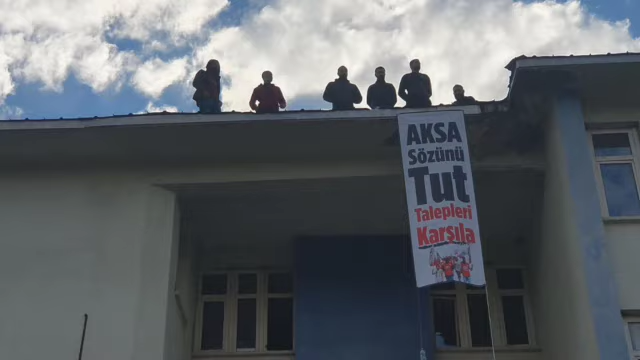 AKSA
Sözünü
Tut
Talepleri
Karşıla